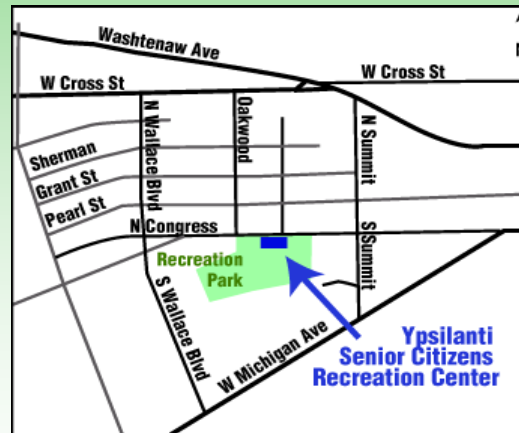 Washtenaw Ave
W Cross St
W Cross St
N Wallace Blvd
Oakwood
N Summit
Sherman
Grant St
Pearl St
N Congress
S Summit
Recreation
Park
S Wallace Blvd
W Michigan Ave
Ypsilanti
Senior Citizens
Recreation Center